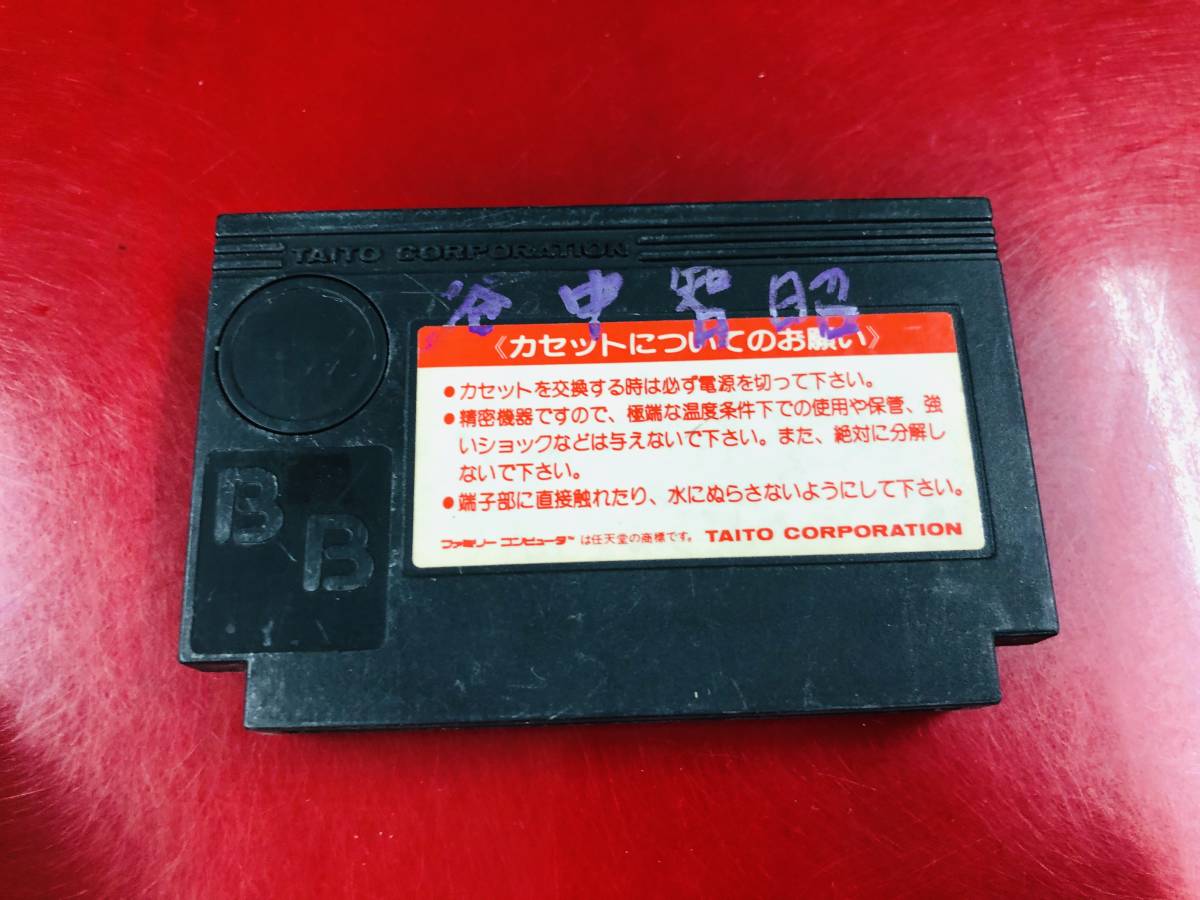 TAITO CORPORATION
谷中智昭
《カセットについてのお願い》
●カセットを交換する時は必ず電源を切って下さい。
●精密機器ですので、極端な温度条件下での使用や保管、強
いショックなどは与えないで下さい。また、絶対に分解し
ないで下さい。
●端子部に直接触れたり、水にぬらさないようにして下さい。
ファミリーコンピュータ™は任天堂の商標です。 TAITO CORPORATION
B
B